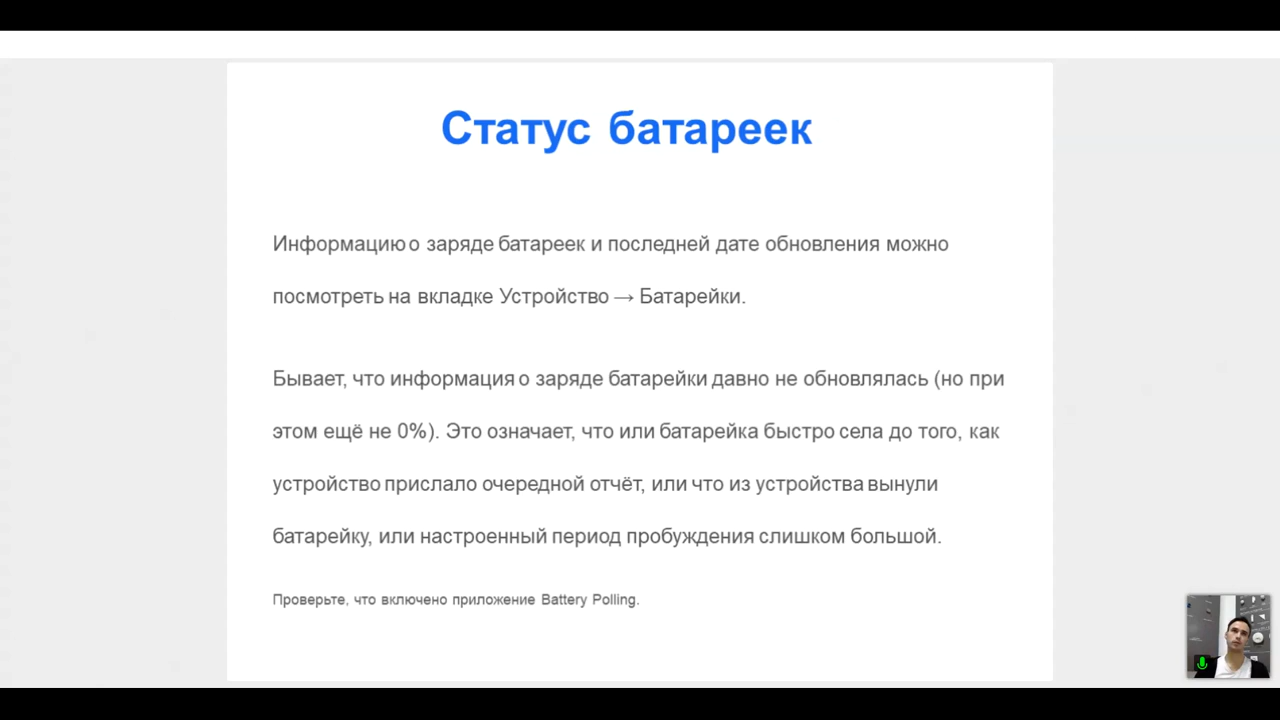 Статус батареек
Информацию о заряде батареек и последней дате обновления можно
посмотреть на вкладке Устройство → Батарейки.
Бывает, что информация о заряде батарейки давно не обновлялась (но при
этом ещё не 0%). Это означает, что или батарейка быстро села до того, как
устройство прислало очередной отчёт, или что из устройства вынули
батарейку, или настроенный период пробуждения слишком большой.
Проверьте, что включено приложение Battery Polling.